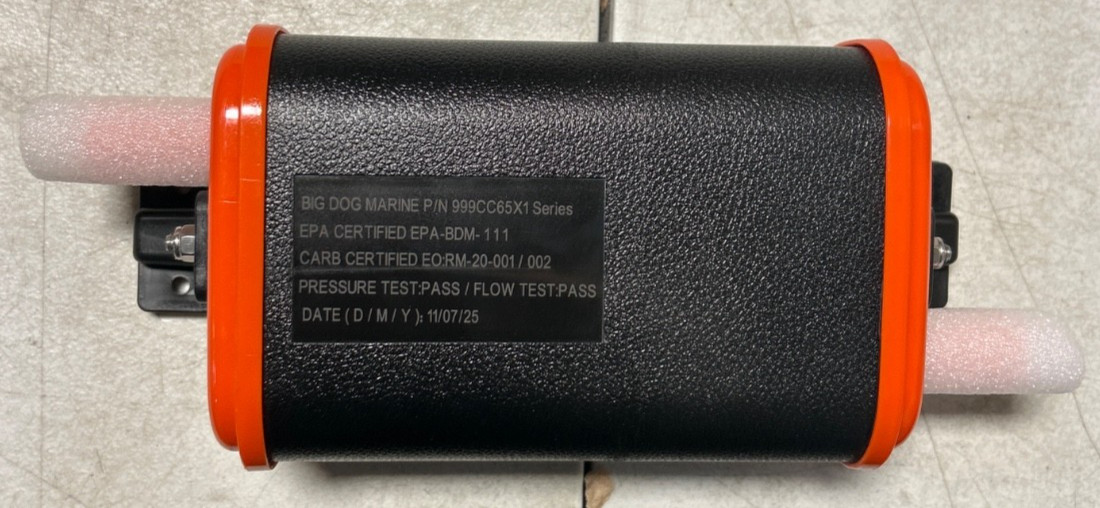 BIG DOG MARINE P/N 999CC65X1 Series
EPA CERTIFIED EPA-BDM- 111
CARB CERTIFIED EO:RM-20-001 / 002
PRESSURE TEST:PASS / FLOW TEST:PASS
DATE ( D / M / Y ): 11/07/25